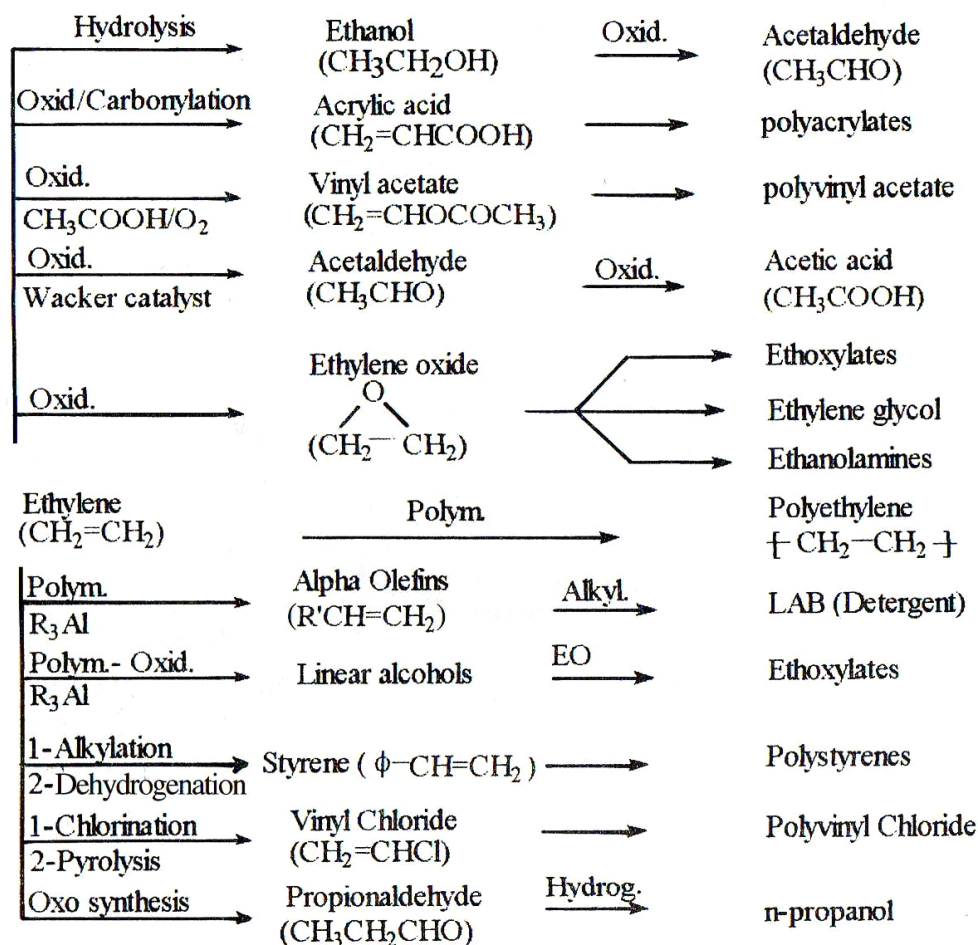 Hydrolysis Ethanol Oxid. Acetaldehyde
(CH3CH2OH) (CH3CHO)
Oxid/Carbonylation Acrylic acid
(CH2=CHCOOH) polyacrylates
Oxid. Vinyl acetate polyvinyl acetate
CH3COOH/O2 (CH2=CHOCOCH3)
Oxid. Acetaldehyde Oxid. Acetic acid
Wacker catalyst (CH3CHO) (CH3COOH)
Ethylene oxide Ethoxylates
Oxid. O Ethylene glycol
(CH2— CH2) Ethanolamines
Ethylene Polym. Polyethylene
(CH2=CH2) {CH2—CH2}
Polym. Alpha Olefins Alkyl. LAB (Detergent)
R3Al (R'CH=CH2)
Polym.- Oxid. Linear alcohols EO Ethoxylates
R3Al
1-Alkylation Styrene ( ϕ—CH=CH2 ) Polystyrenes
2-Dehydrogenation
1-Chlorination Vinyl Chloride Polyvinyl Chloride
2-Pyrolysis (CH2=CHCl)
Oxo synthesis Propionaldehyde Hydrog. n-propanol
(CH3CH2CHO)